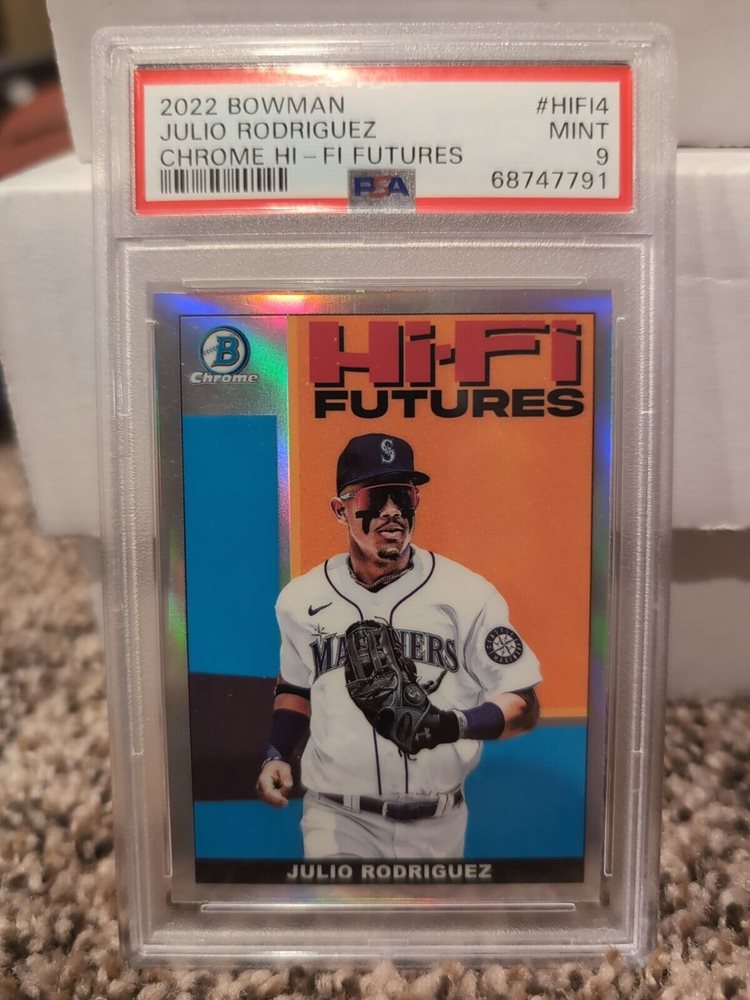 2022 BOWMAN #HIFI4
JULIO RODRIGUEZ MINT
CHROME HI - FI FUTURES 9
PSA 68747791
B
Chrome
Hi-Fi
FUTURES
S
MARINERS
JULIO RODRIGUEZ